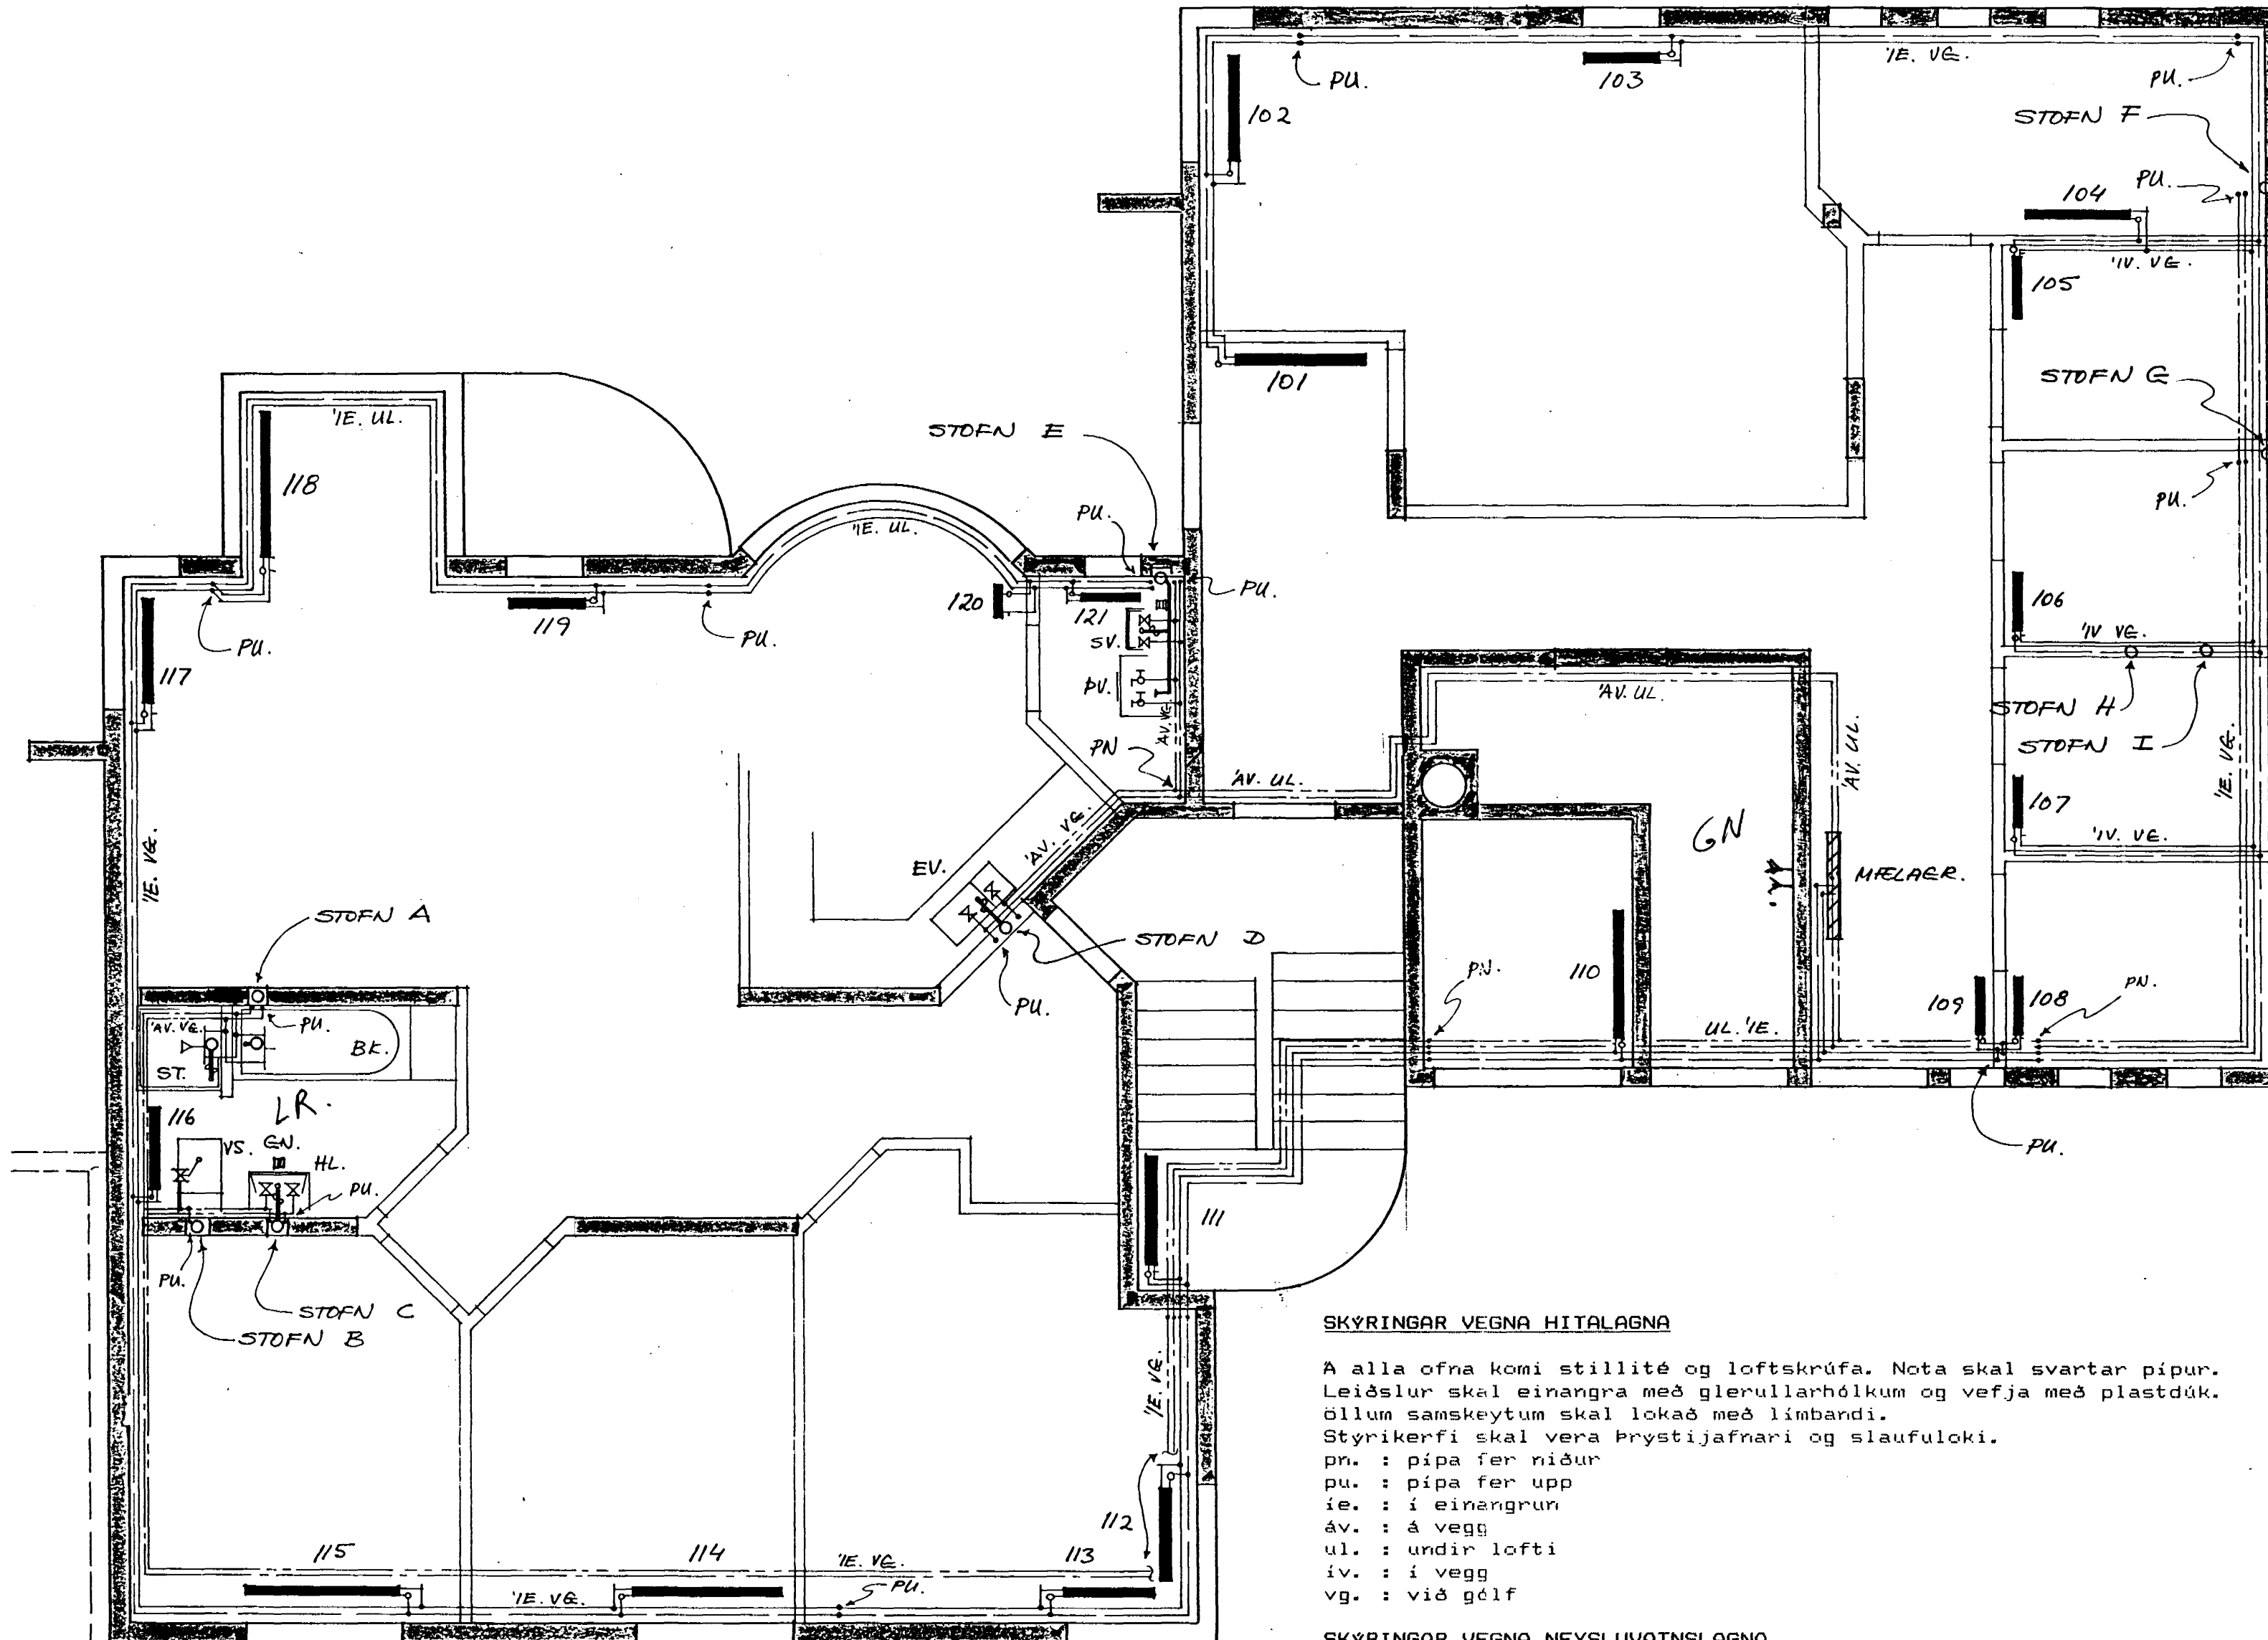 PU.
103
'IE. VG.
PU.
102
STOFN F
PU.
104
'IV. VG.
105
101
STOFN G
'IE. UL.
STOFN E
118
PU.
'IE. UL.
PU.
PU.
120
121
119
PU.
PU.
SV.
106
'IV VG.
117
'AV. UL.
ÞV.
STOFN H
'AV. VG.
PN
'AV. UL.
STOFN I
'AV. UL.
'IE. VG.
107
GN
'IV. VG.
'AV. VG.
'IE. VG.
EV.
MÆLAGR.
STOFN A
STOFN D
PN.
110
PU.
109
108
PN.
'AV. VG.
PU.
BK.
UL. 'IE.
ST.
LR.
116
PU.
VS.
GN.
HL.
PU.
111
PU.
STOFN C
STOFN B
'IE. VG.
112
115
114
'IE. VG.
113
'IE. VG.
PU.
SKÝRINGAR VEGNA HITALAGNA
Á alla ofna komi stillité og loftskrúfa. Nota skal svartar pípur.
Leiðslur skal einangra með glerullarhólkum og vefja með plastdúk.
öllum samskeytum skal lokað með límbandi.
Stýrikerfi skal vera Þrýstijafnari og slaufuloki.
pn. : pípa fer niður
pu. : pípa fer upp
íe. : í einangrun
áv. : á vegg
ul. : undir lofti
ív. : í vegg
vg. : við gólf
SKÝRINGAR VEGNA NEYSLUVATNSLAGNA